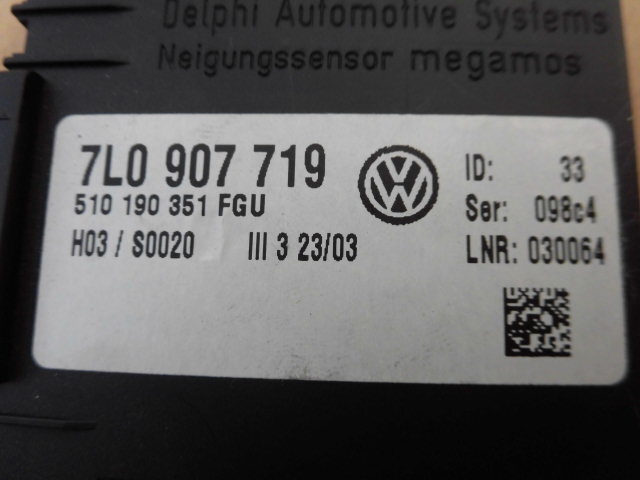 Delphi Automotive Systems
Neigungssensor megamos
7L0 907 719
510 190 351 FGU
H03 / S0020 III 3 23/03
ID: 33
Ser: 098c4
LNR: 030064